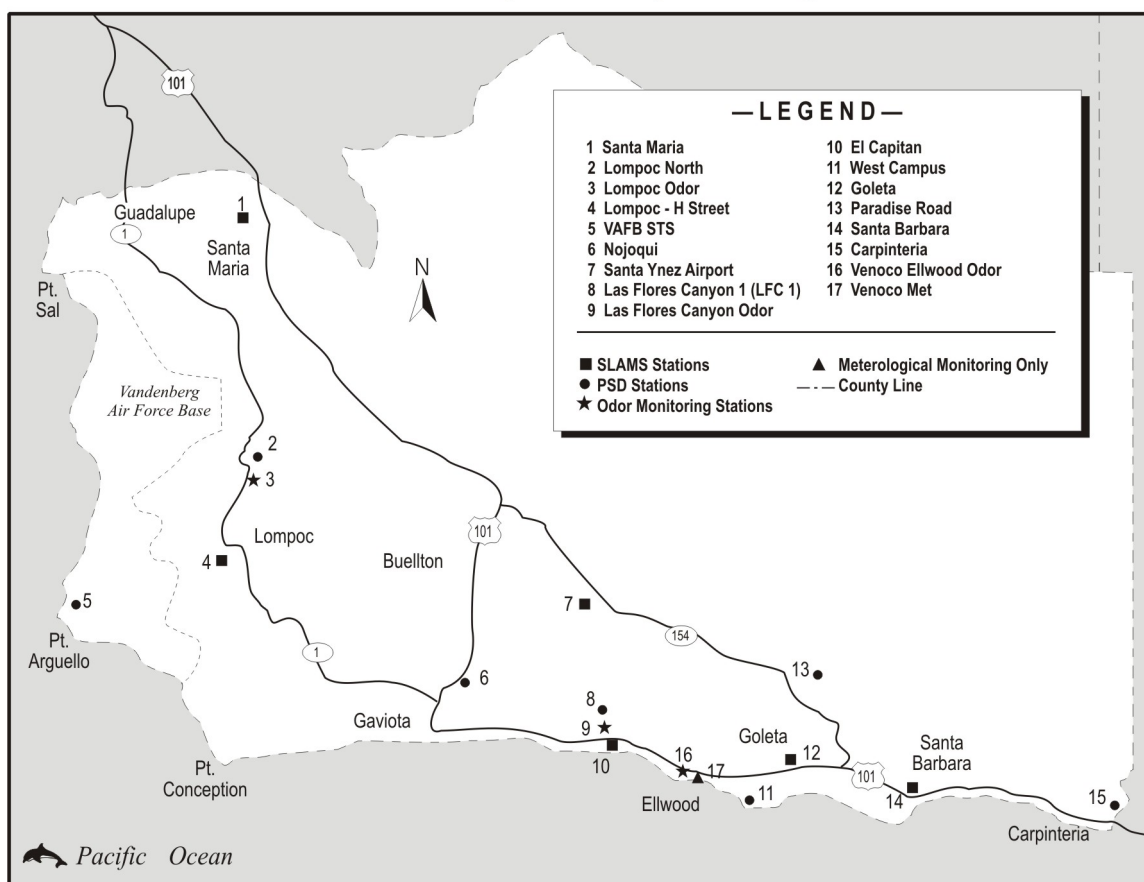 101
— L E G E N D —
1 Santa Maria
2 Lompoc North
3 Lompoc Odor
4 Lompoc - H Street
5 VAFB STS
6 Nojoqui
7 Santa Ynez Airport
8 Las Flores Canyon 1 (LFC 1)
9 Las Flores Canyon Odor
10 El Capitan
11 West Campus
12 Goleta
13 Paradise Road
14 Santa Barbara
15 Carpinteria
16 Venoco Ellwood Odor
17 Venoco Met
SLAMS Stations
PSD Stations
Odor Monitoring Stations
Meterological Monitoring Only
County Line
Guadalupe
1
1
Santa
Maria
N
Pt.
Sal
Vandenberg
Air Force Base
2
3
Lompoc
4
101
Buellton
5
Pt.
Arguello
7
154
1
6
13
8
Gaviota
9
10
Goleta
12
Santa
Barbara
16
17
101
Pt.
Conception
Ellwood
11
14
15
Carpinteria
Pacific Ocean